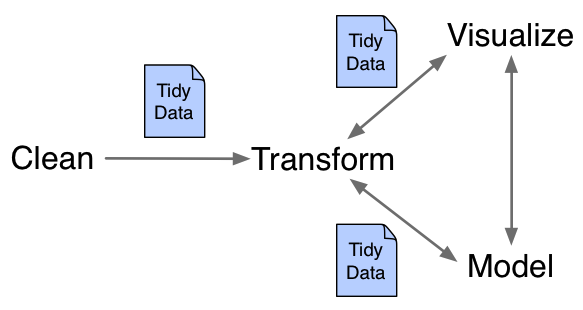 Tidy
Data
Visualize
Tidy
Data
Clean
Transform
Tidy
Data
Model